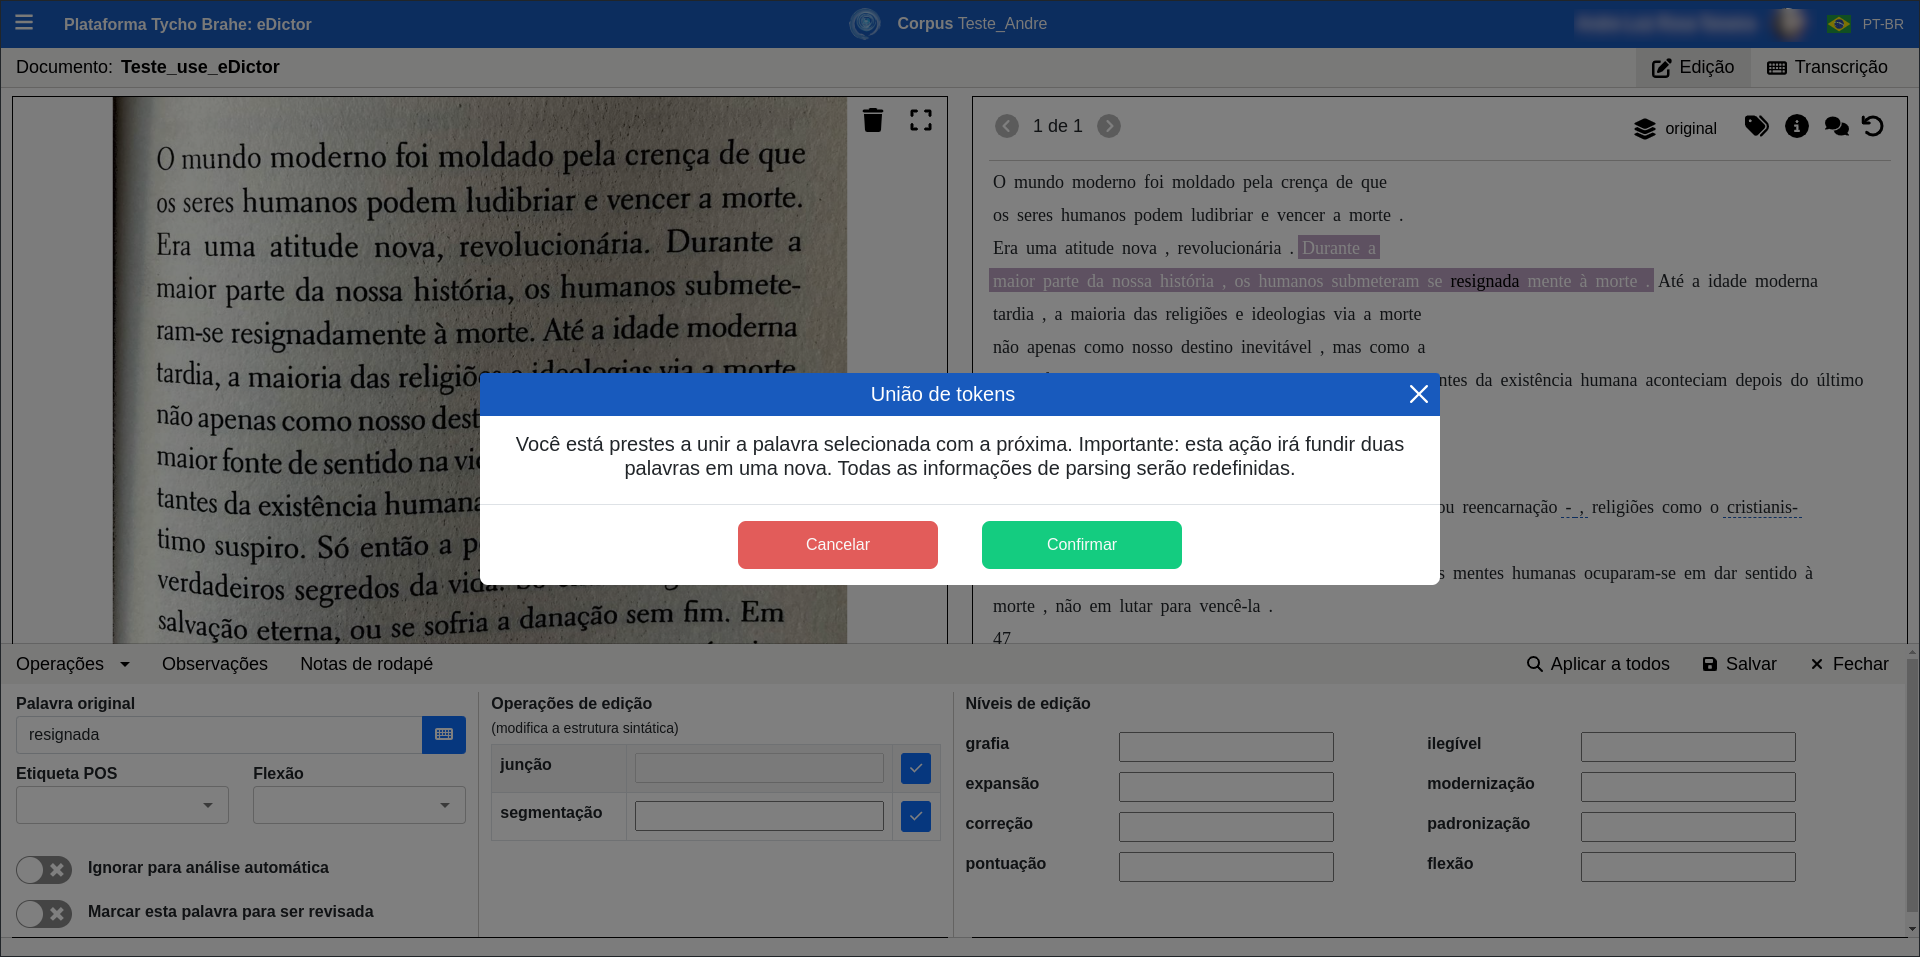 Plataforma Tycho Brahe: eDictor
Corpus Teste_Andre
PT-BR
Documento: Teste_use_eDictor
Edição
Transcrição
O mundo moderno foi moldado pela crença de que
os seres humanos podem ludibriar e vencer a morte.
Era uma atitude nova, revolucionária. Durante a
maior parte da nossa história, os humanos submete-
ram-se resignadamente à morte. Até a idade moderna
tardia, a maioria das religiões e ideologias via a morte
não apenas como nosso dest
maior fonte de sentido na vi
tantes da existência humana
timo suspiro. Só então a p
verdadeiros segredos da vida.
salvação eterna, ou se sofria a danação sem fim. Em
1 de 1
original
O mundo moderno foi moldado pela crença de que
os seres humanos podem ludibriar e vencer a morte .
Era uma atitude nova , revolucionária . Durante a
maior parte da nossa história , os humanos submeteram se resignada mente à morte . Até a idade moderna
tardia , a maioria das religiões e ideologias via a morte
não apenas como nosso destino inevitável , mas como a
ntes da existência humana aconteciam depois do último
ou reencarnação - , religiões como o cristianis-
s mentes humanas ocuparam-se em dar sentido à
morte , não em lutar para vencê-la .
47
União de tokens
Você está prestes a unir a palavra selecionada com a próxima. Importante: esta ação irá fundir duas
palavras em uma nova. Todas as informações de parsing serão redefinidas.
Cancelar
Confirmar
Operações
Observações
Notas de rodapé
Aplicar a todos
Salvar
Fechar
Palavra original
resignada
Etiqueta POS
Flexão
Ignorar para análise automática
Marcar esta palavra para ser revisada
Operações de edição
(modifica a estrutura sintática)
junção
segmentação
Níveis de edição
grafia
ilegível
expansão
modernização
correção
padronização
pontuação
flexão